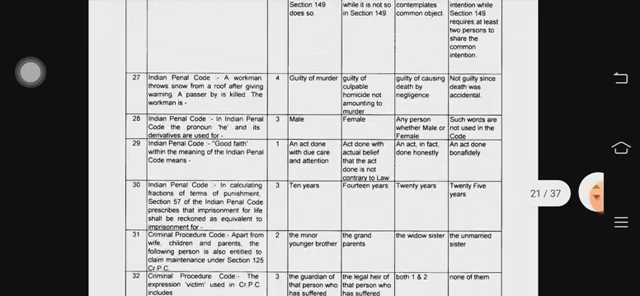 Section 149 while it is not so contemplates intention while
does so. in Section 149. common object. Section 149
requires at least
two persons to
share the
common
intention.
27 Indian Penal Code :- A workman 4 Guilty of murder guilty of guilty of causing Not guilty since
throws snow from a roof after giving culpable death by death was
warning. A passer by is killed. The homicide not negligence accidental.
workman is - amounting to
murder
28 Indian Penal Code :- In Indian Penal 3 Male Female Any person Such words are
Code the pronoun 'he' and its whether Male or not used in the
derivatives are used for - Female Code
29 Indian Penal Code :- "Good faith' 1 An act done Act done with An act, in fact, An act done
within the meaning of the Indian Penal with due care actual belief done honestly bonafidely
Code means - and attention that the act
done is not
contrary to Law
30 Indian Penal Code :- In calculating 3 Ten years Fourteen years Twenty years Twenty Five
fractions of terms of punishment, years
Section 57 of the Indian Penal Code
prescribes that imprisonment for life
shall be reckoned as equivalent to
imprisonment for -
31 Criminal Procedure Code - Apart from 2 the minor the grand the widow sister the unmarried
wife, children and parents, the younger brother parents sister
following person is also entitled to
claim maintenance under Section 125
Cr.P.C.
32 Criminal Procedure Code - The 3 the guardian of the legal heir of both 1 & 2 none of them
expression 'victim' used in Cr.P.C. that person who that person who
includes has suffered has suffered
21 / 37